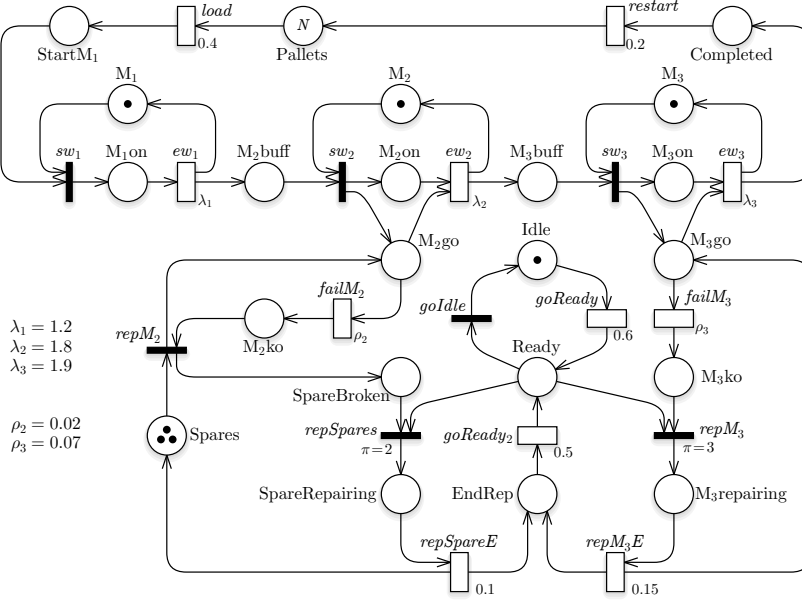 load
restart
N
0.4
0.2
StartM₁
Pallets
Completed
M₁
M₂
M₃
sw₁
M₁on
ew₁
M₂buff
sw₂
M₂on
ew₂
M₃buff
sw₃
M₃on
ew₃
λ₁
λ₂
λ₃
M₂go
Idle
M₃go
failM₂
goIdle
goReady
failM₃
λ₁ = 1.2
λ₂ = 1.8
λ₃ = 1.9
repM₂
ρ₂
0.6
ρ₃
M₂ko
Ready
M₃ko
SpareBroken
ρ₂ = 0.02
ρ₃ = 0.07
Spares
repSpares
π=2
goReady₂
0.5
repM₃
π=3
SpareRepairing
EndRep
M₃repairing
repSpareE
repM₃E
0.1
0.15